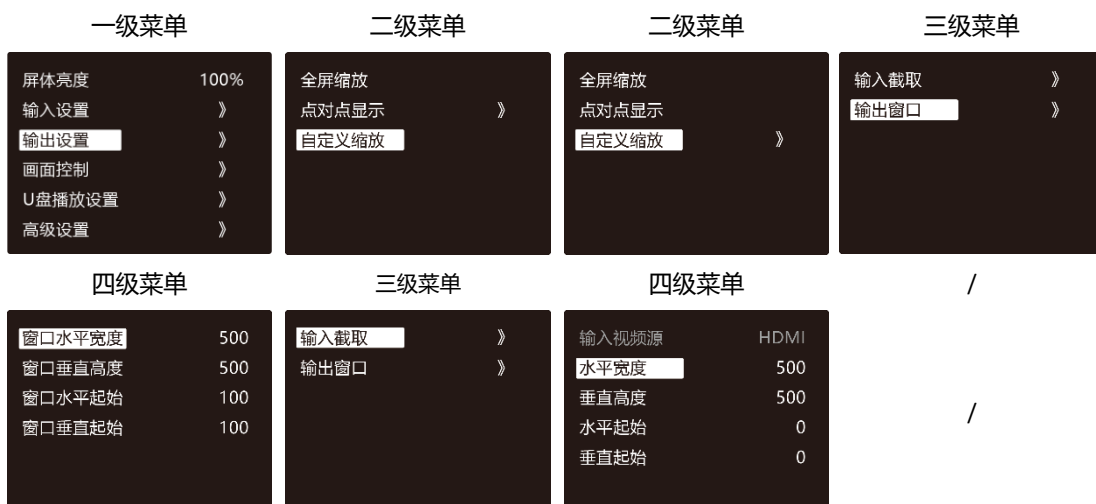 一级菜单
屏体亮度 100%
输入设置 》
输出设置 》
画面控制 》
U盘播放设置 》
高级设置 》
二级菜单
全屏缩放
点对点显示 》
自定义缩放
二级菜单
全屏缩放
点对点显示
自定义缩放 》
三级菜单
输入截取 》
输出窗口 》
四级菜单
窗口水平宽度 500
窗口垂直高度 500
窗口水平起始 100
窗口垂直起始 100
三级菜单
输入截取 》
输出窗口 》
四级菜单
输入视频源 HDMI
水平宽度 500
垂直高度 500
水平起始 0
垂直起始 0
/
/